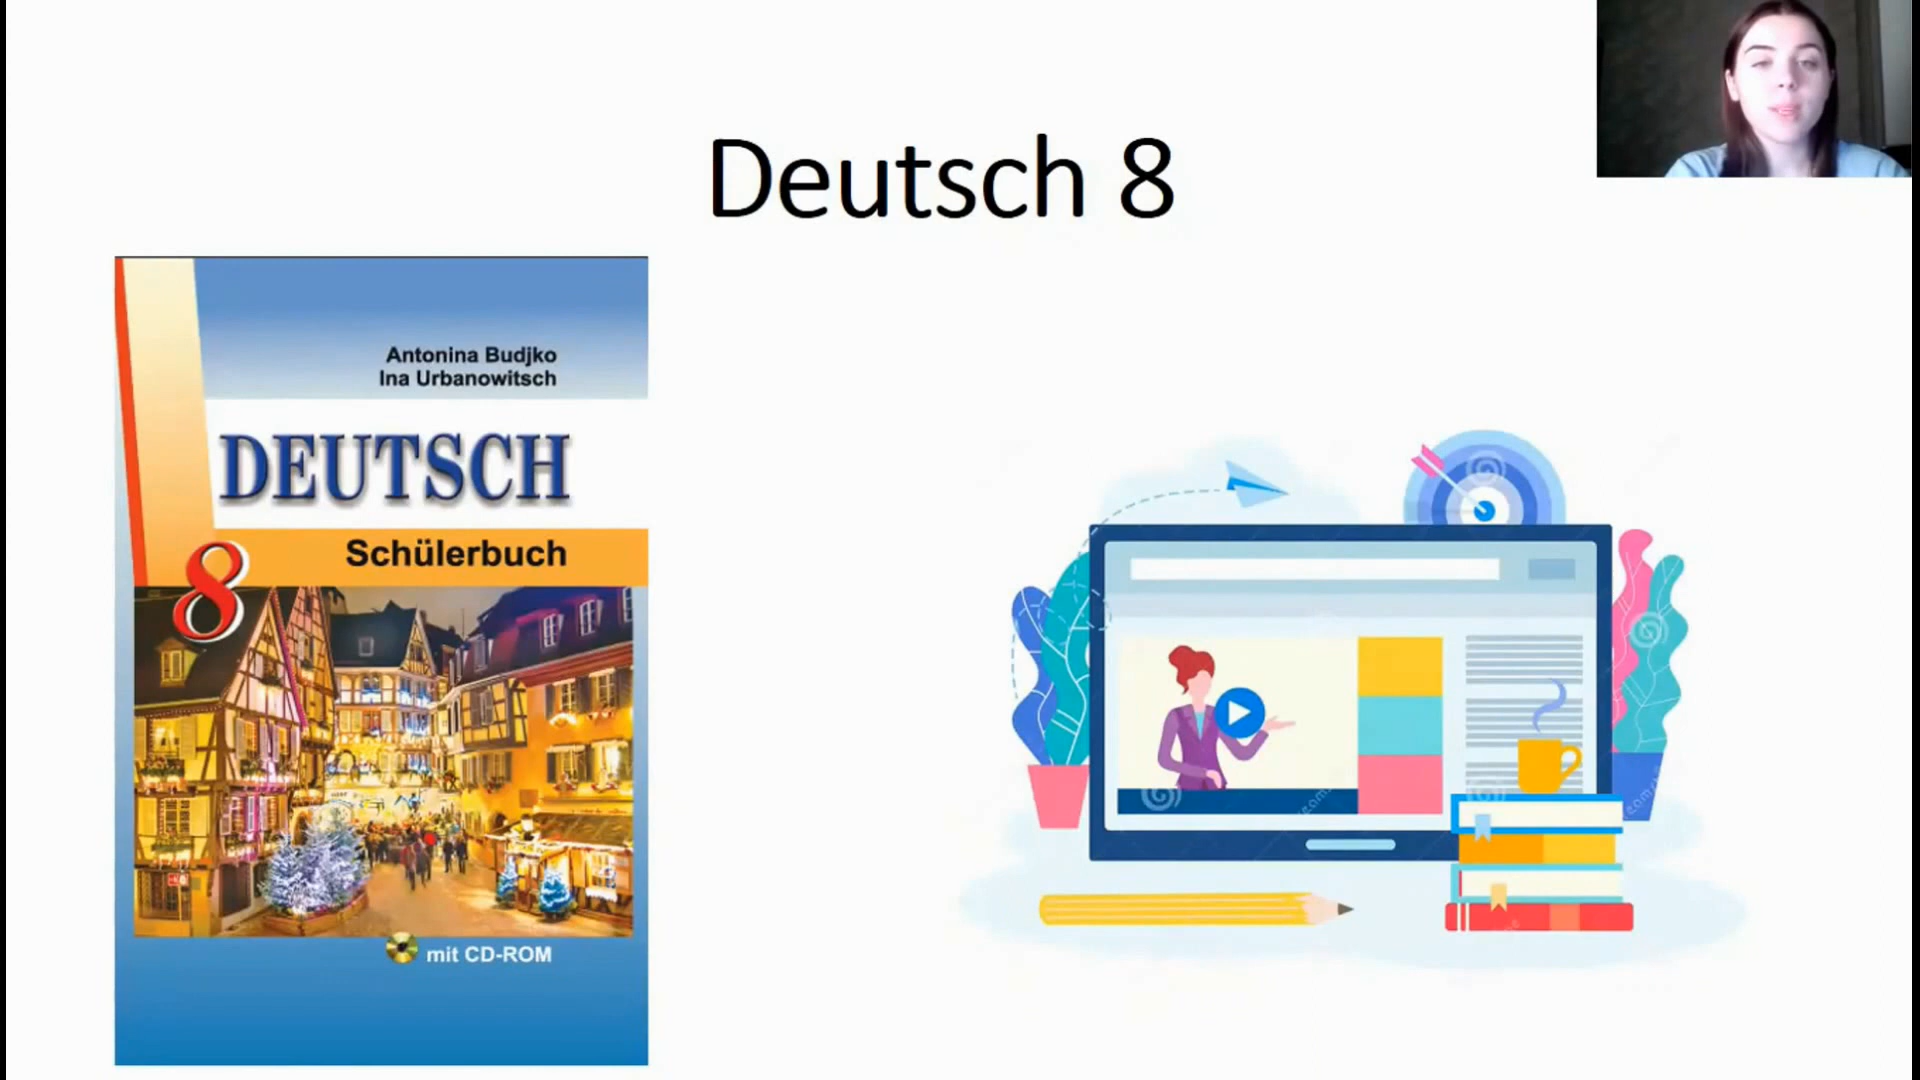 Deutsch 8
Antonina Budjko
Ina Urbanowitsch
DEUTSCH
8
Schülerbuch
mit CD-ROM